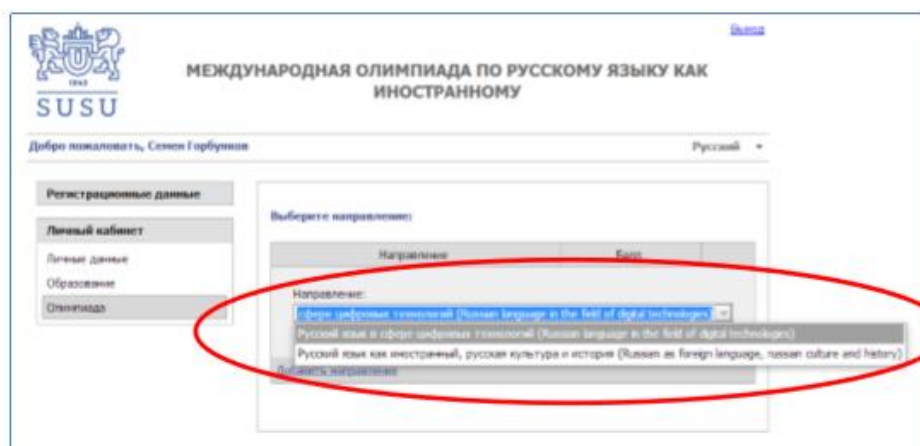 Выход
1943
SUSU
МЕЖДУНАРОДНАЯ ОЛИМПИАДА ПО РУССКОМУ ЯЗЫКУ КАК
ИНОСТРАННОМУ
Добро пожаловать, Семен Горбунков
Русский
Регистрационные данные
Личный кабинет
Личные данные
Образование
Олимпиада
Выберите направление:
Направление
Балл
Направление:
сфере цифровых технологий (Russian language in the field of digital technologies)
Русский язык в сфере цифровых технологий (Russian language in the field of digital technologies)
Русский язык как иностранный, русская культура и история (Russian as foreign language, russian culture and history)
Добавить направление